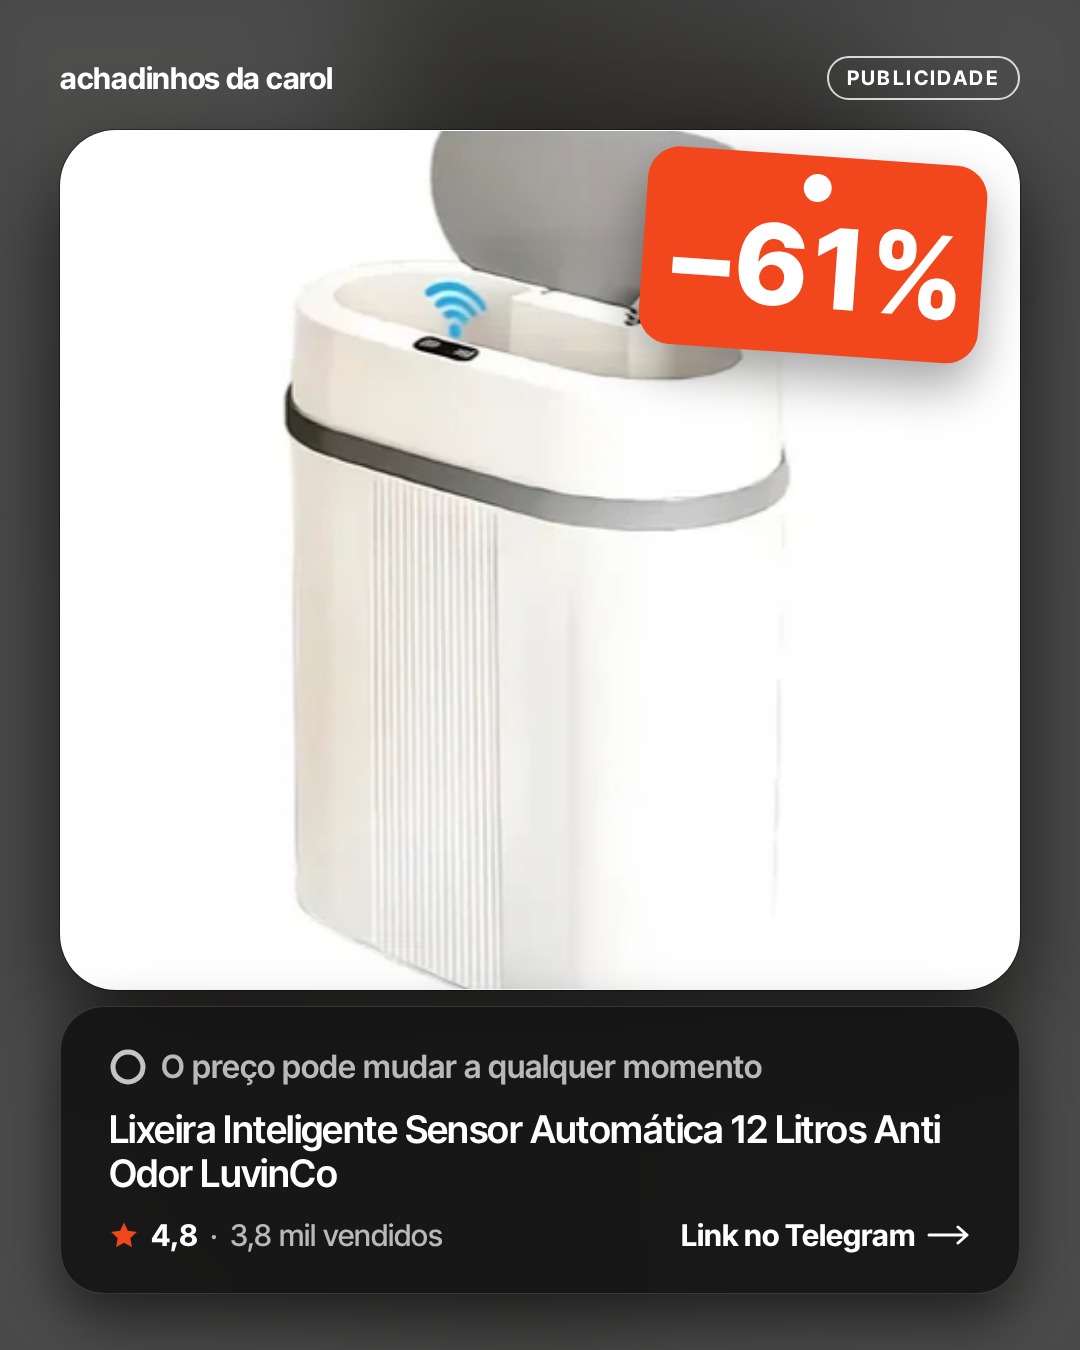 achadinhos da carol
PUBLICIDADE
−61%
O preço pode mudar a qualquer momento
Lixeira Inteligente Sensor Automática 12 Litros Anti
Odor LuvinCo
4,8 · 3,8 mil vendidos
Link no Telegram →